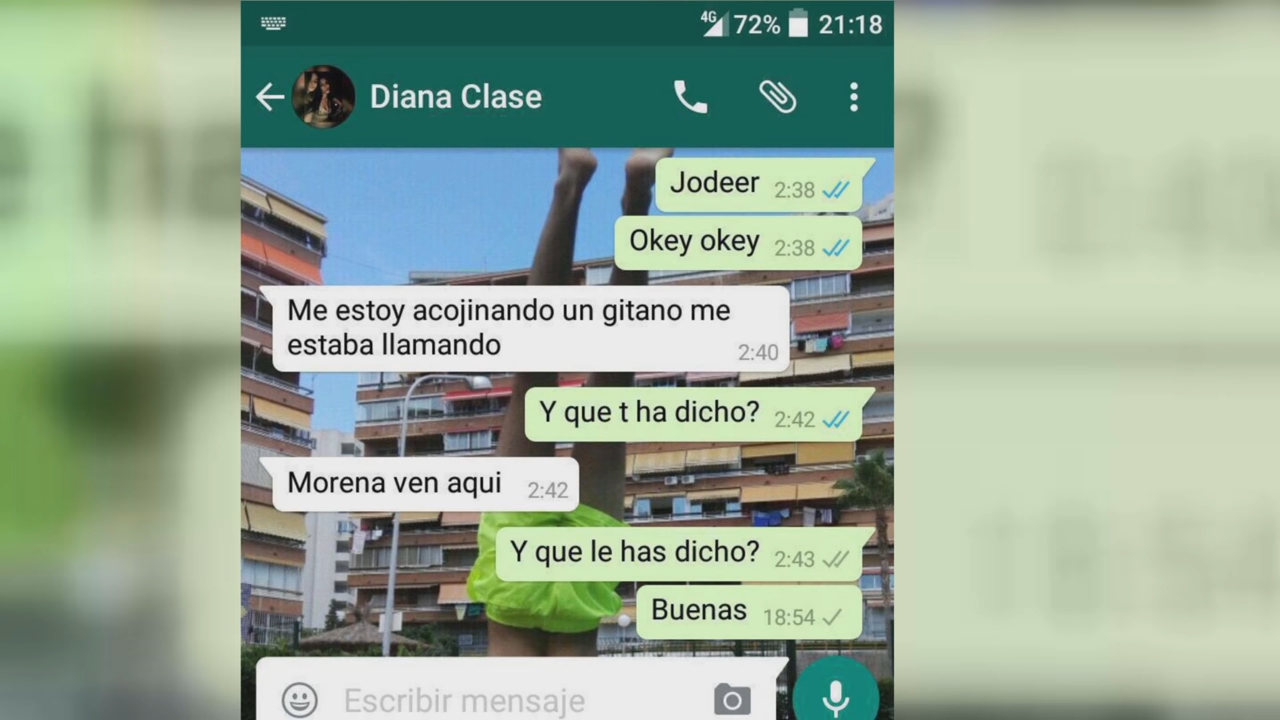 4G 72% 21:18
Diana Clase
Jodeer 2:38
Okey okey 2:38
Me estoy acojinando un gitano me
estaba llamando 2:40
Y que t ha dicho? 2:42
Morena ven aqui 2:42
Y que le has dicho? 2:43
Buenas 18:54
Escribir mensaje